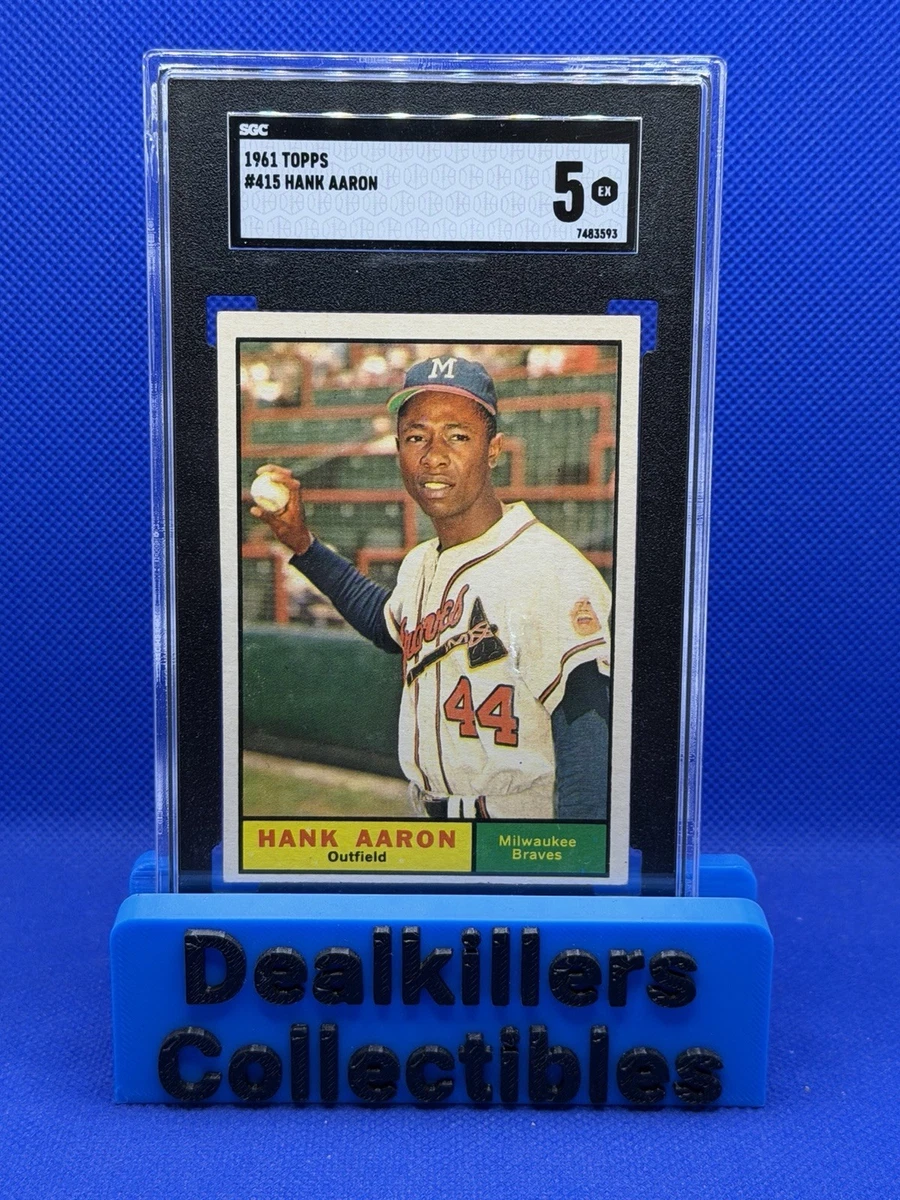 SGC
1961 TOPPS
#415 HANK AARON
5 EX
7483593
M
Braves
44
HANK AARON
Outfield
Milwaukee
Braves
Dealkillers
Collectibles